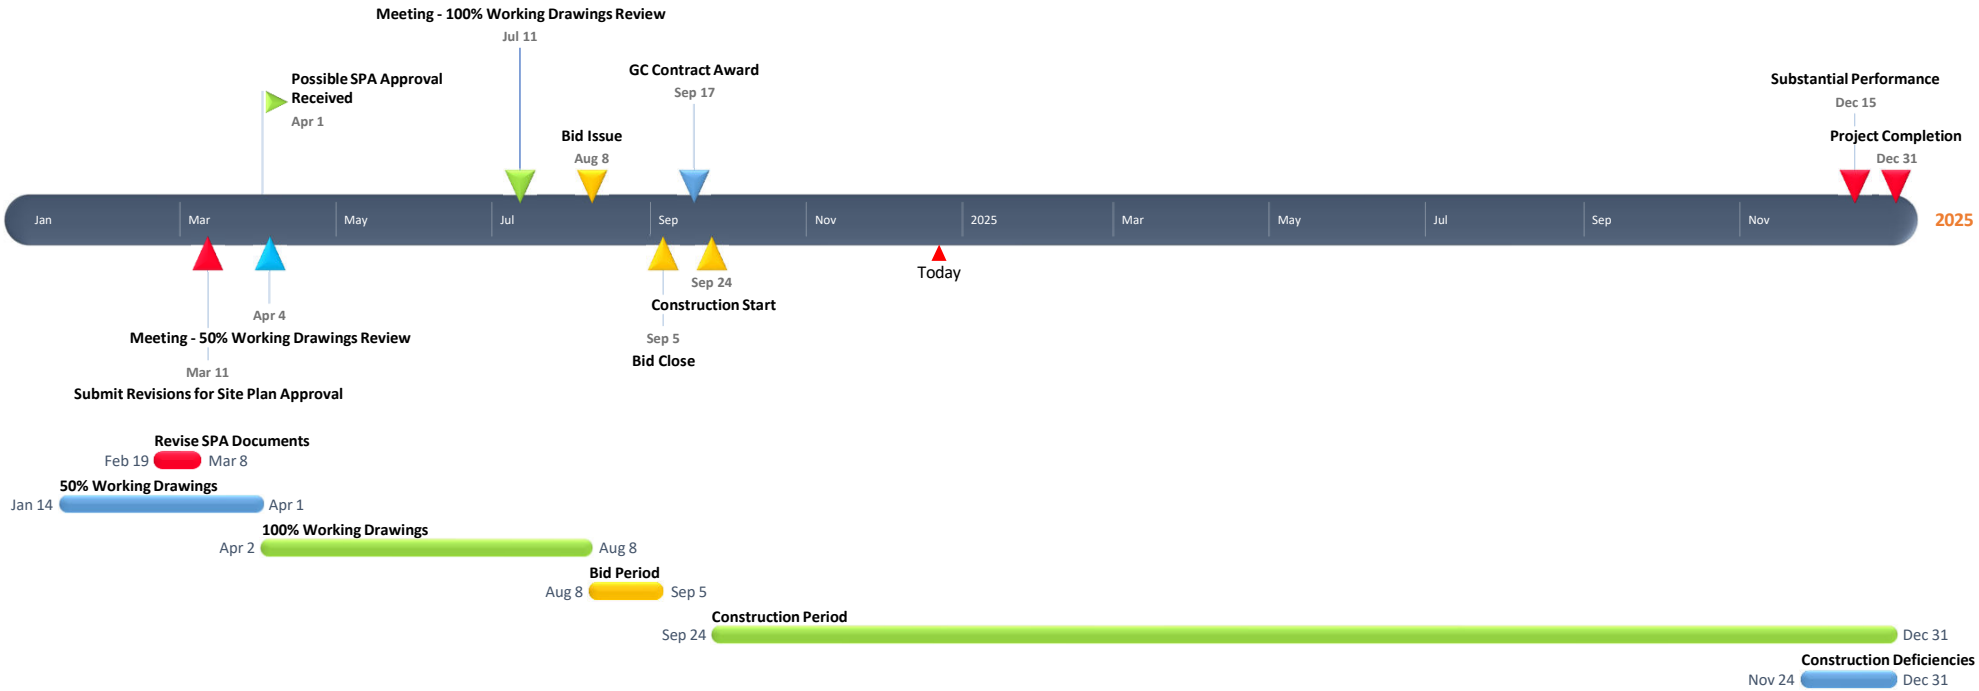 Meeting - 100% Working Drawings Review
Jul 11
Possible SPA Approval
Received
Apr 1
GC Contract Award
Sep 17
Bid Issue
Aug 8
Substantial Performance
Dec 15
Project Completion
Dec 31
Jan Mar May Jul Sep Nov 2025 Mar May Jul Sep Nov 2025
Today
Sep 24
Construction Start
Apr 4
Meeting - 50% Working Drawings Review
Sep 5
Bid Close
Mar 11
Submit Revisions for Site Plan Approval
Revise SPA Documents
Feb 19 Mar 8
50% Working Drawings
Jan 14 Apr 1
100% Working Drawings
Apr 2 Aug 8
Bid Period
Aug 8 Sep 5
Construction Period
Sep 24 Dec 31
Construction Deficiencies
Nov 24 Dec 31